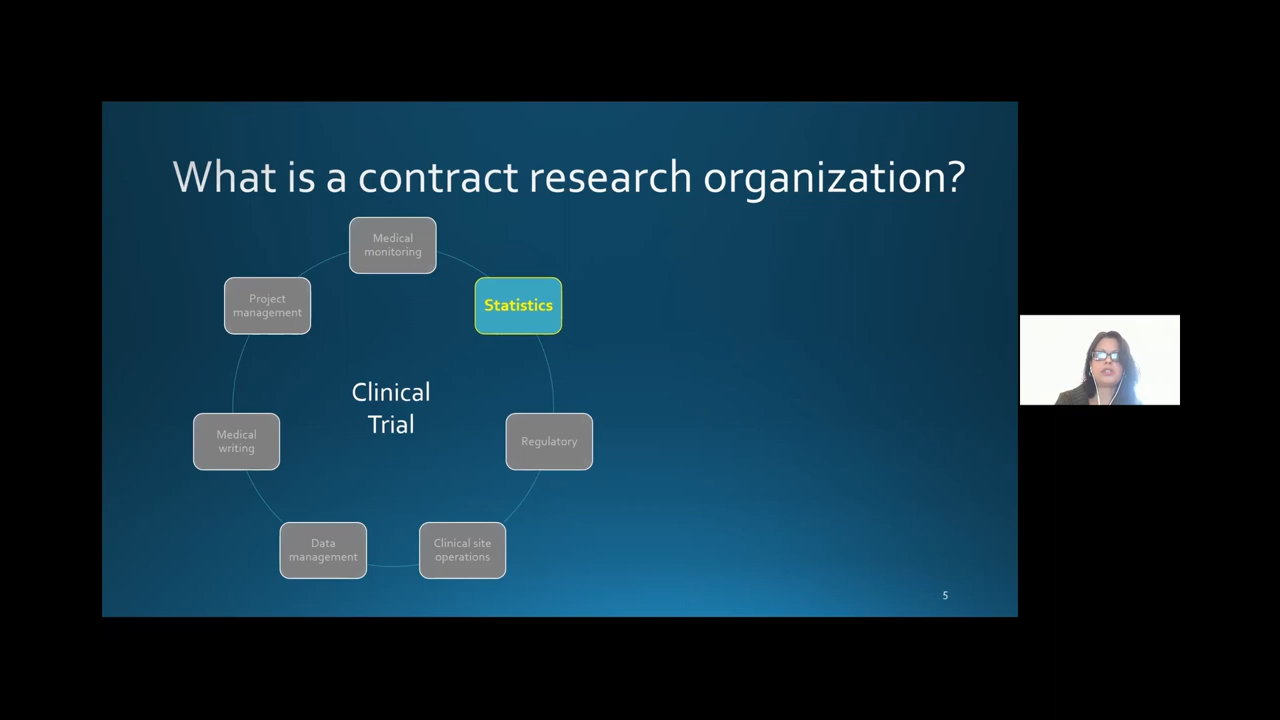 What is a contract research organization?
Medical
monitoring
Statistics
Project
management
Clinical
Trial
Medical
writing
Regulatory
Data
management
Clinical site
operations
5